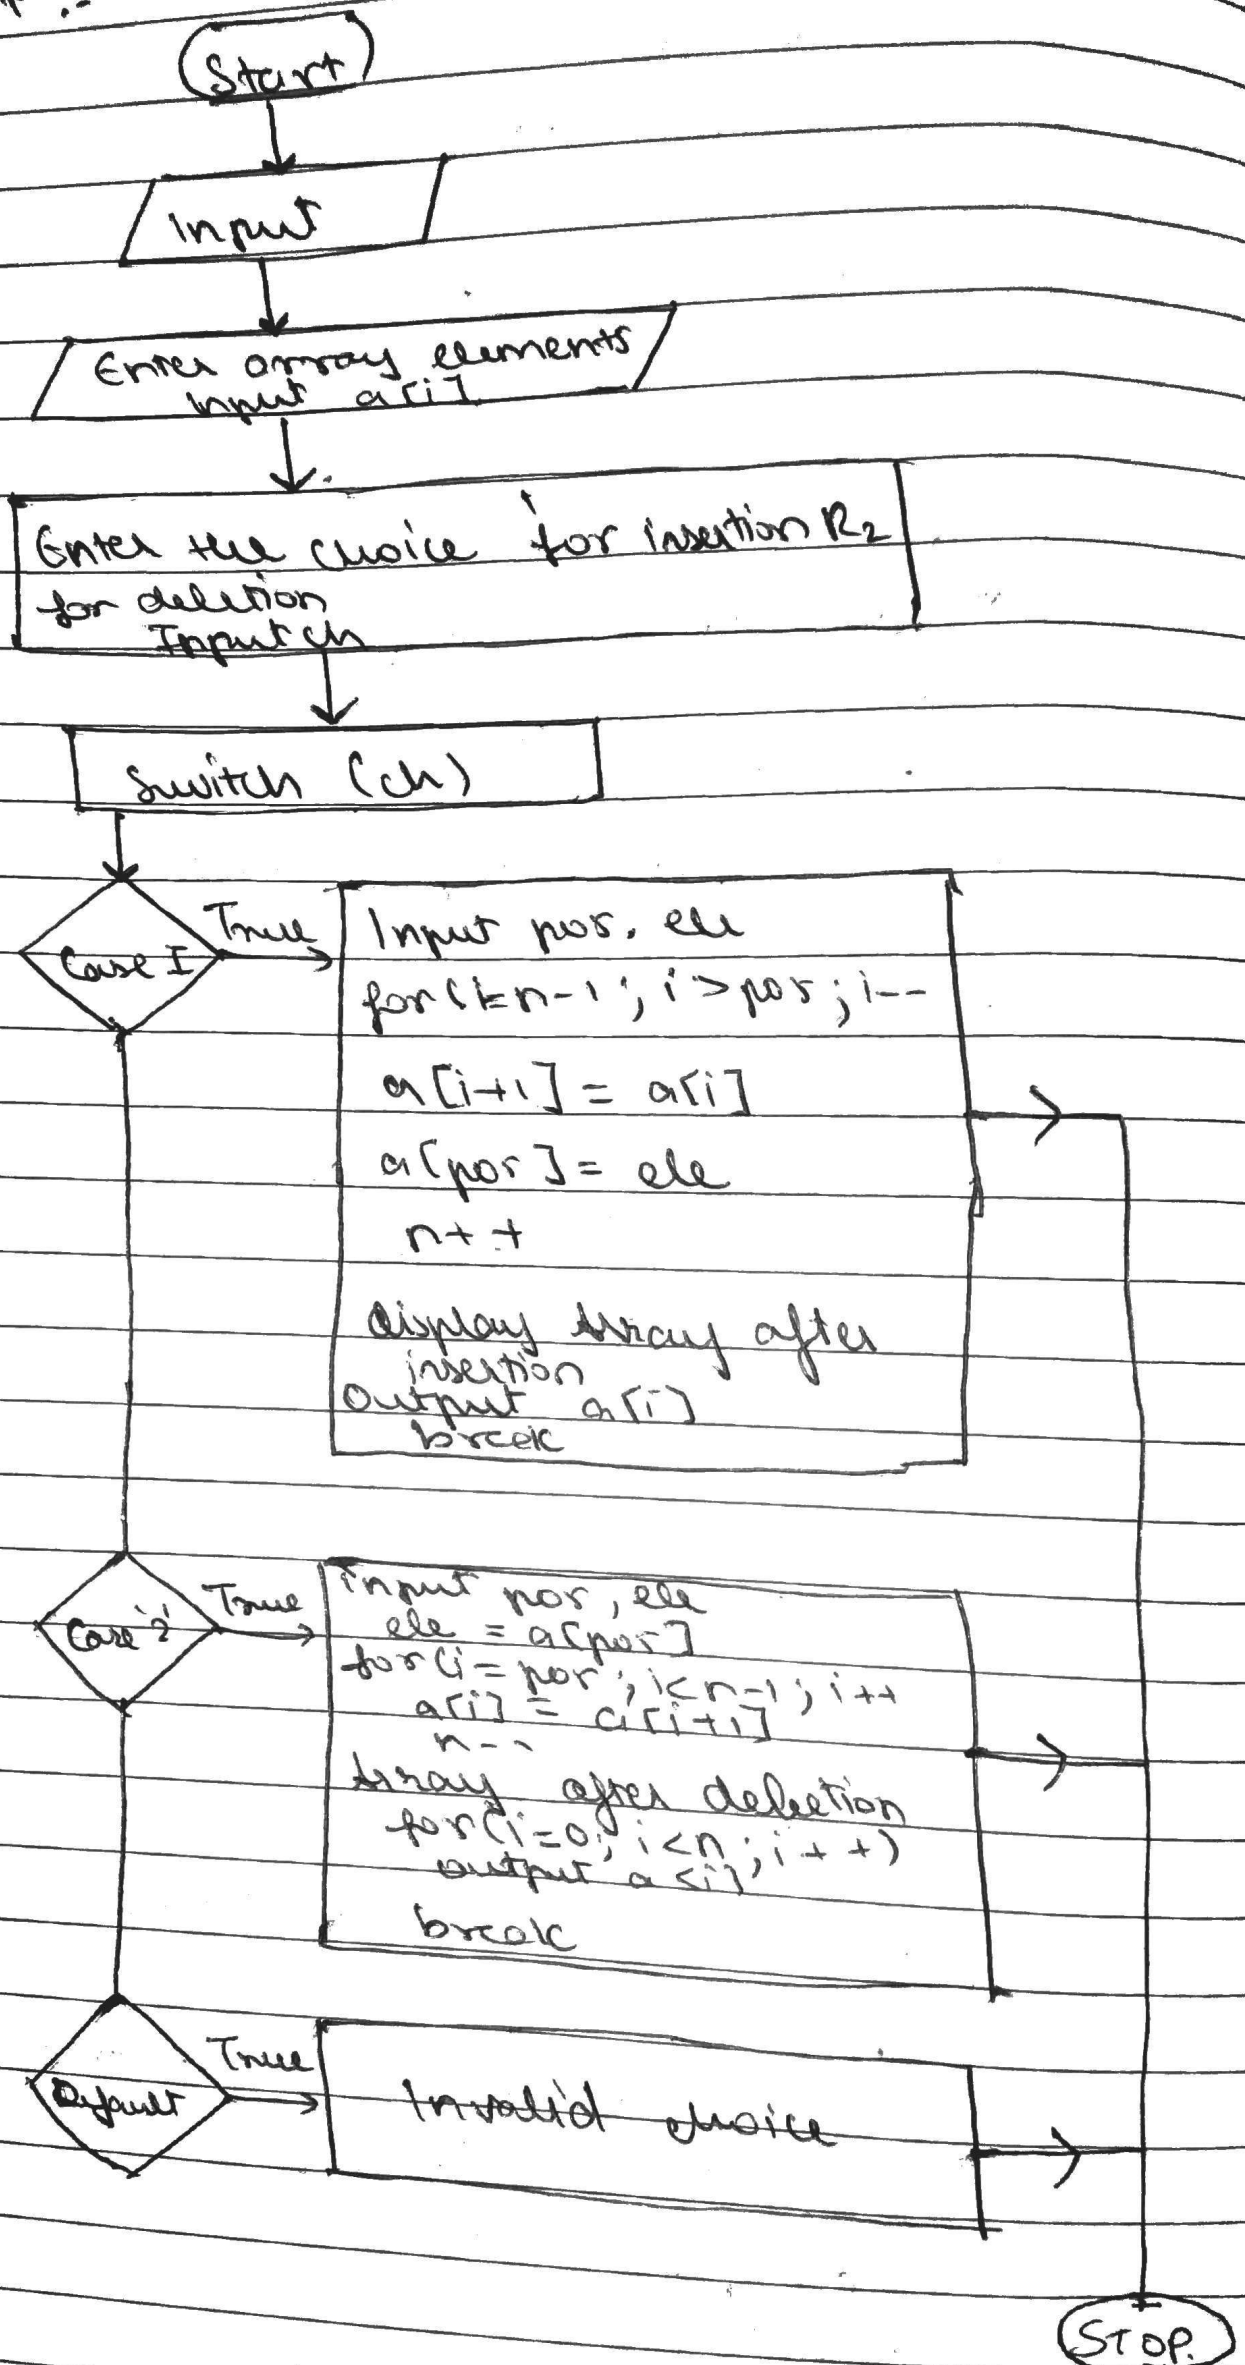 Start
Input
Enter array elements
Input a[i]
Enter the choice for insertion R2
for deletion
Input ch
Switch (ch)
Case I
True
Input pos, ele
for(i=n-1; i>pos; i--
a[i+1] = a[i]
a[pos] = ele
n++
display Array after
insertion
Output a[i]
break
Case '2'
True
Input pos, ele
ele = a[pos]
for(i=pos; i<n-1; i++
a[i] = a[i+1]
n--
Array after deletion
for(i=0; i<n; i++)
output a[i]
break
Default
True
Invalid choice
STOP.